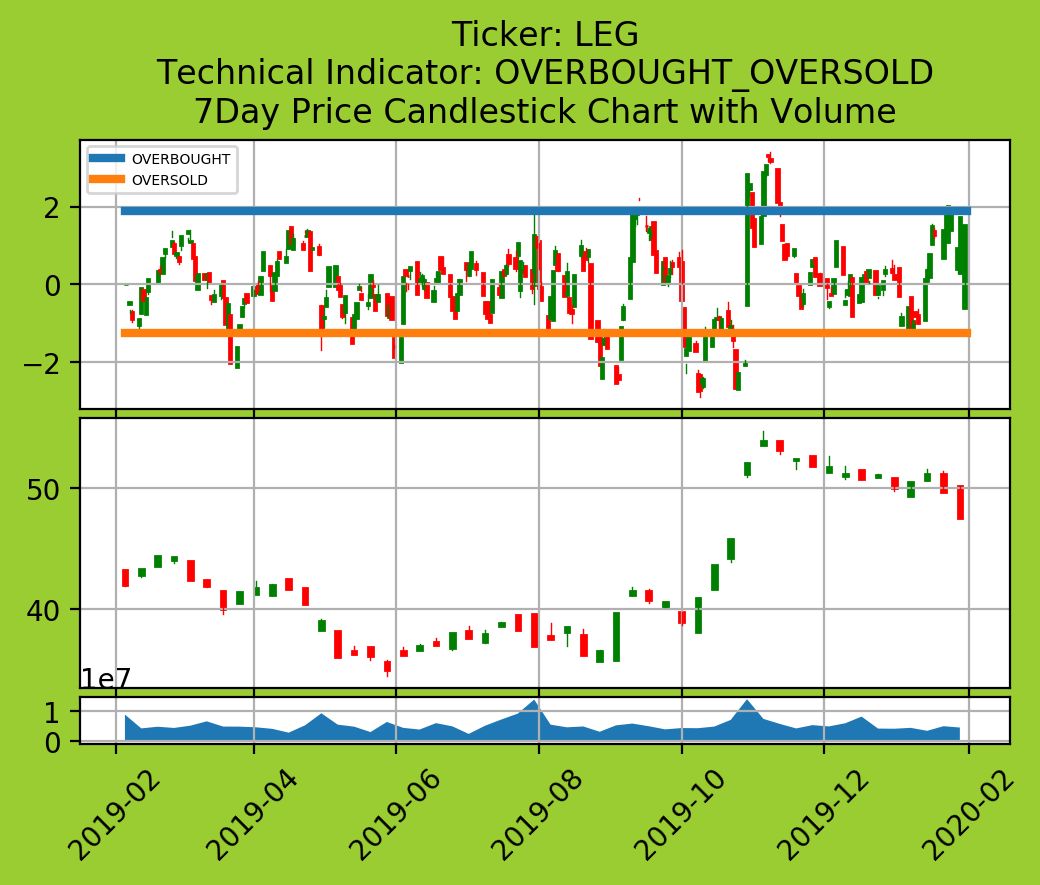 Ticker: LEG
Technical Indicator: OVERBOUGHT_OVERSOLD
7Day Price Candlestick Chart with Volume
OVERBOUGHT
OVERSOLD
2
0
−2
50
40
1e7
1
0
2019-02
2019-04
2019-06
2019-08
2019-10
2019-12
2020-02